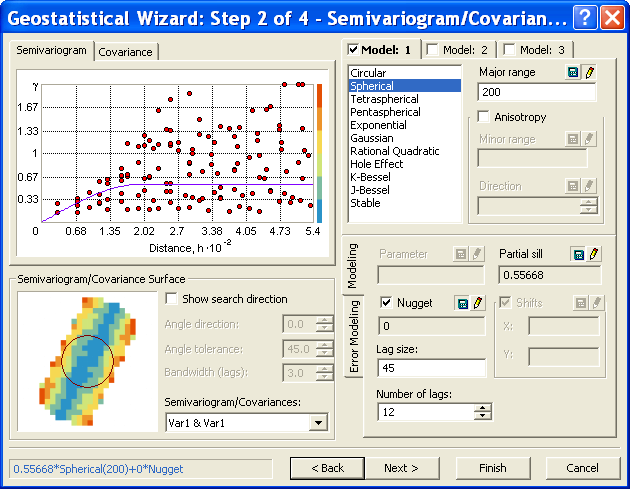 Geostatistical Wizard: Step 2 of 4 - Semivariogram/Covarian...
Semivariogram
Covariance
γ
1.67
1.33
1
0.67
0.33
0 0.68 1.35 2.02 2.7 3.38 4.05 4.73 5.4
Distance, h ·10⁻²
Semivariogram/Covariance Surface
Show search direction
Angle direction: 0.0
Angle tolerance: 45.0
Bandwidth (lags): 3.0
Semivariogram/Covariances:
Var1 & Var1
Model: 1
Model: 2
Model: 3
Circular
Spherical
Tetraspherical
Pentaspherical
Exponential
Gaussian
Rational Quadratic
Hole Effect
K-Bessel
J-Bessel
Stable
Major range
200
Anisotropy
Minor range
Direction
Modeling
Error Modeling
Parameter
Partial sill
0.55668
Nugget
0
Shifts
X:
Y:
Lag size:
45
Number of lags:
12
0.55668*Spherical(200)+0*Nugget
< Back
Next >
Finish
Cancel